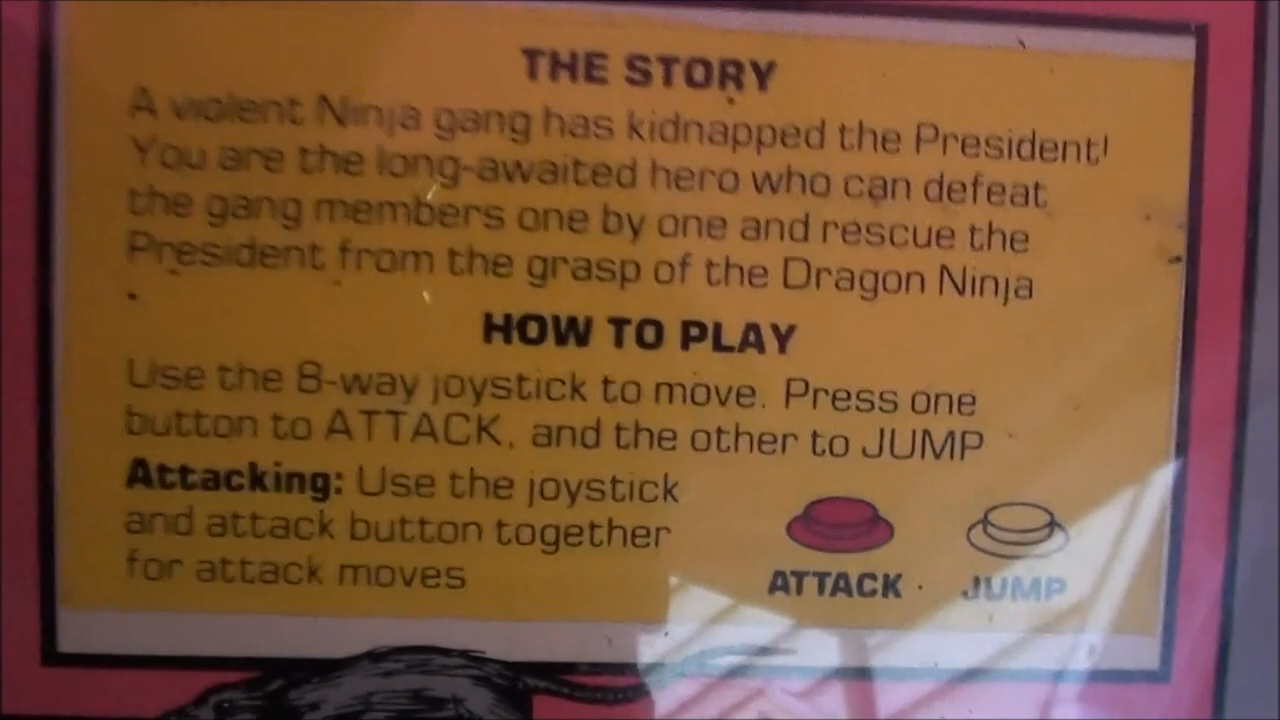 THE STORY
A violent Ninja gang has kidnapped the President!
You are the long-awaited hero who can defeat
the gang members one by one and rescue the
President from the grasp of the Dragon Ninja
HOW TO PLAY
Use the 8-way joystick to move. Press one
button to ATTACK, and the other to JUMP
Attacking: Use the joystick
and attack button together
for attack moves
ATTACK JUMP